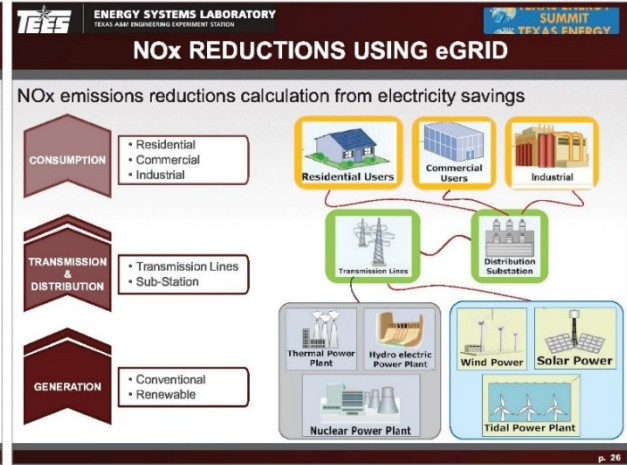 TEES
ENERGY SYSTEMS LABORATORY
TEXAS A&M ENGINEERING EXPERIMENT STATION
SUMMIT
TEXAS ENERGY
NOx REDUCTIONS USING eGRID
NOx emissions reductions calculation from electricity savings
CONSUMPTION
• Residential
• Commercial
• Industrial
Residential Users
Commercial
Users
Industrial
TRANSMISSION
&
DISTRIBUTION
• Transmission Lines
• Sub-Station
Transmission Lines
Distribution
Substation
GENERATION
• Conventional
• Renewable
Thermal Power
Plant
Hydro electric
Power Plant
Nuclear Power Plant
Wind Power
Solar Power
Tidal Power Plant
p. 26